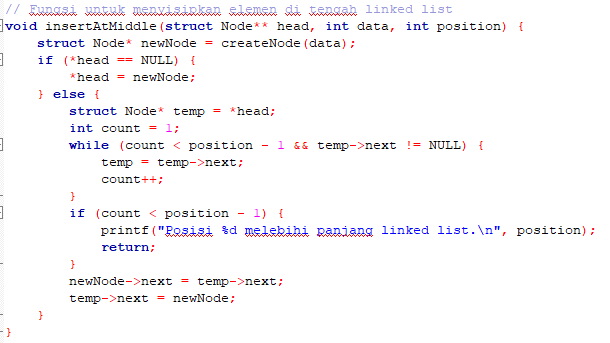 // Fungsi untuk menyisipkan elemen di tengah linked list
void insertAtMiddle(struct Node** head, int data, int position) {
    struct Node* newNode = createNode(data);
    if (*head == NULL) {
        *head = newNode;
    } else {
        struct Node* temp = *head;
        int count = 1;
        while (count < position - 1 && temp->next != NULL) {
            temp = temp->next;
            count++;
        }
        if (count < position - 1) {
            printf("Posisi %d melebihi panjang linked list.\n", position);
            return;
        }
        newNode->next = temp->next;
        temp->next = newNode;
    }
}